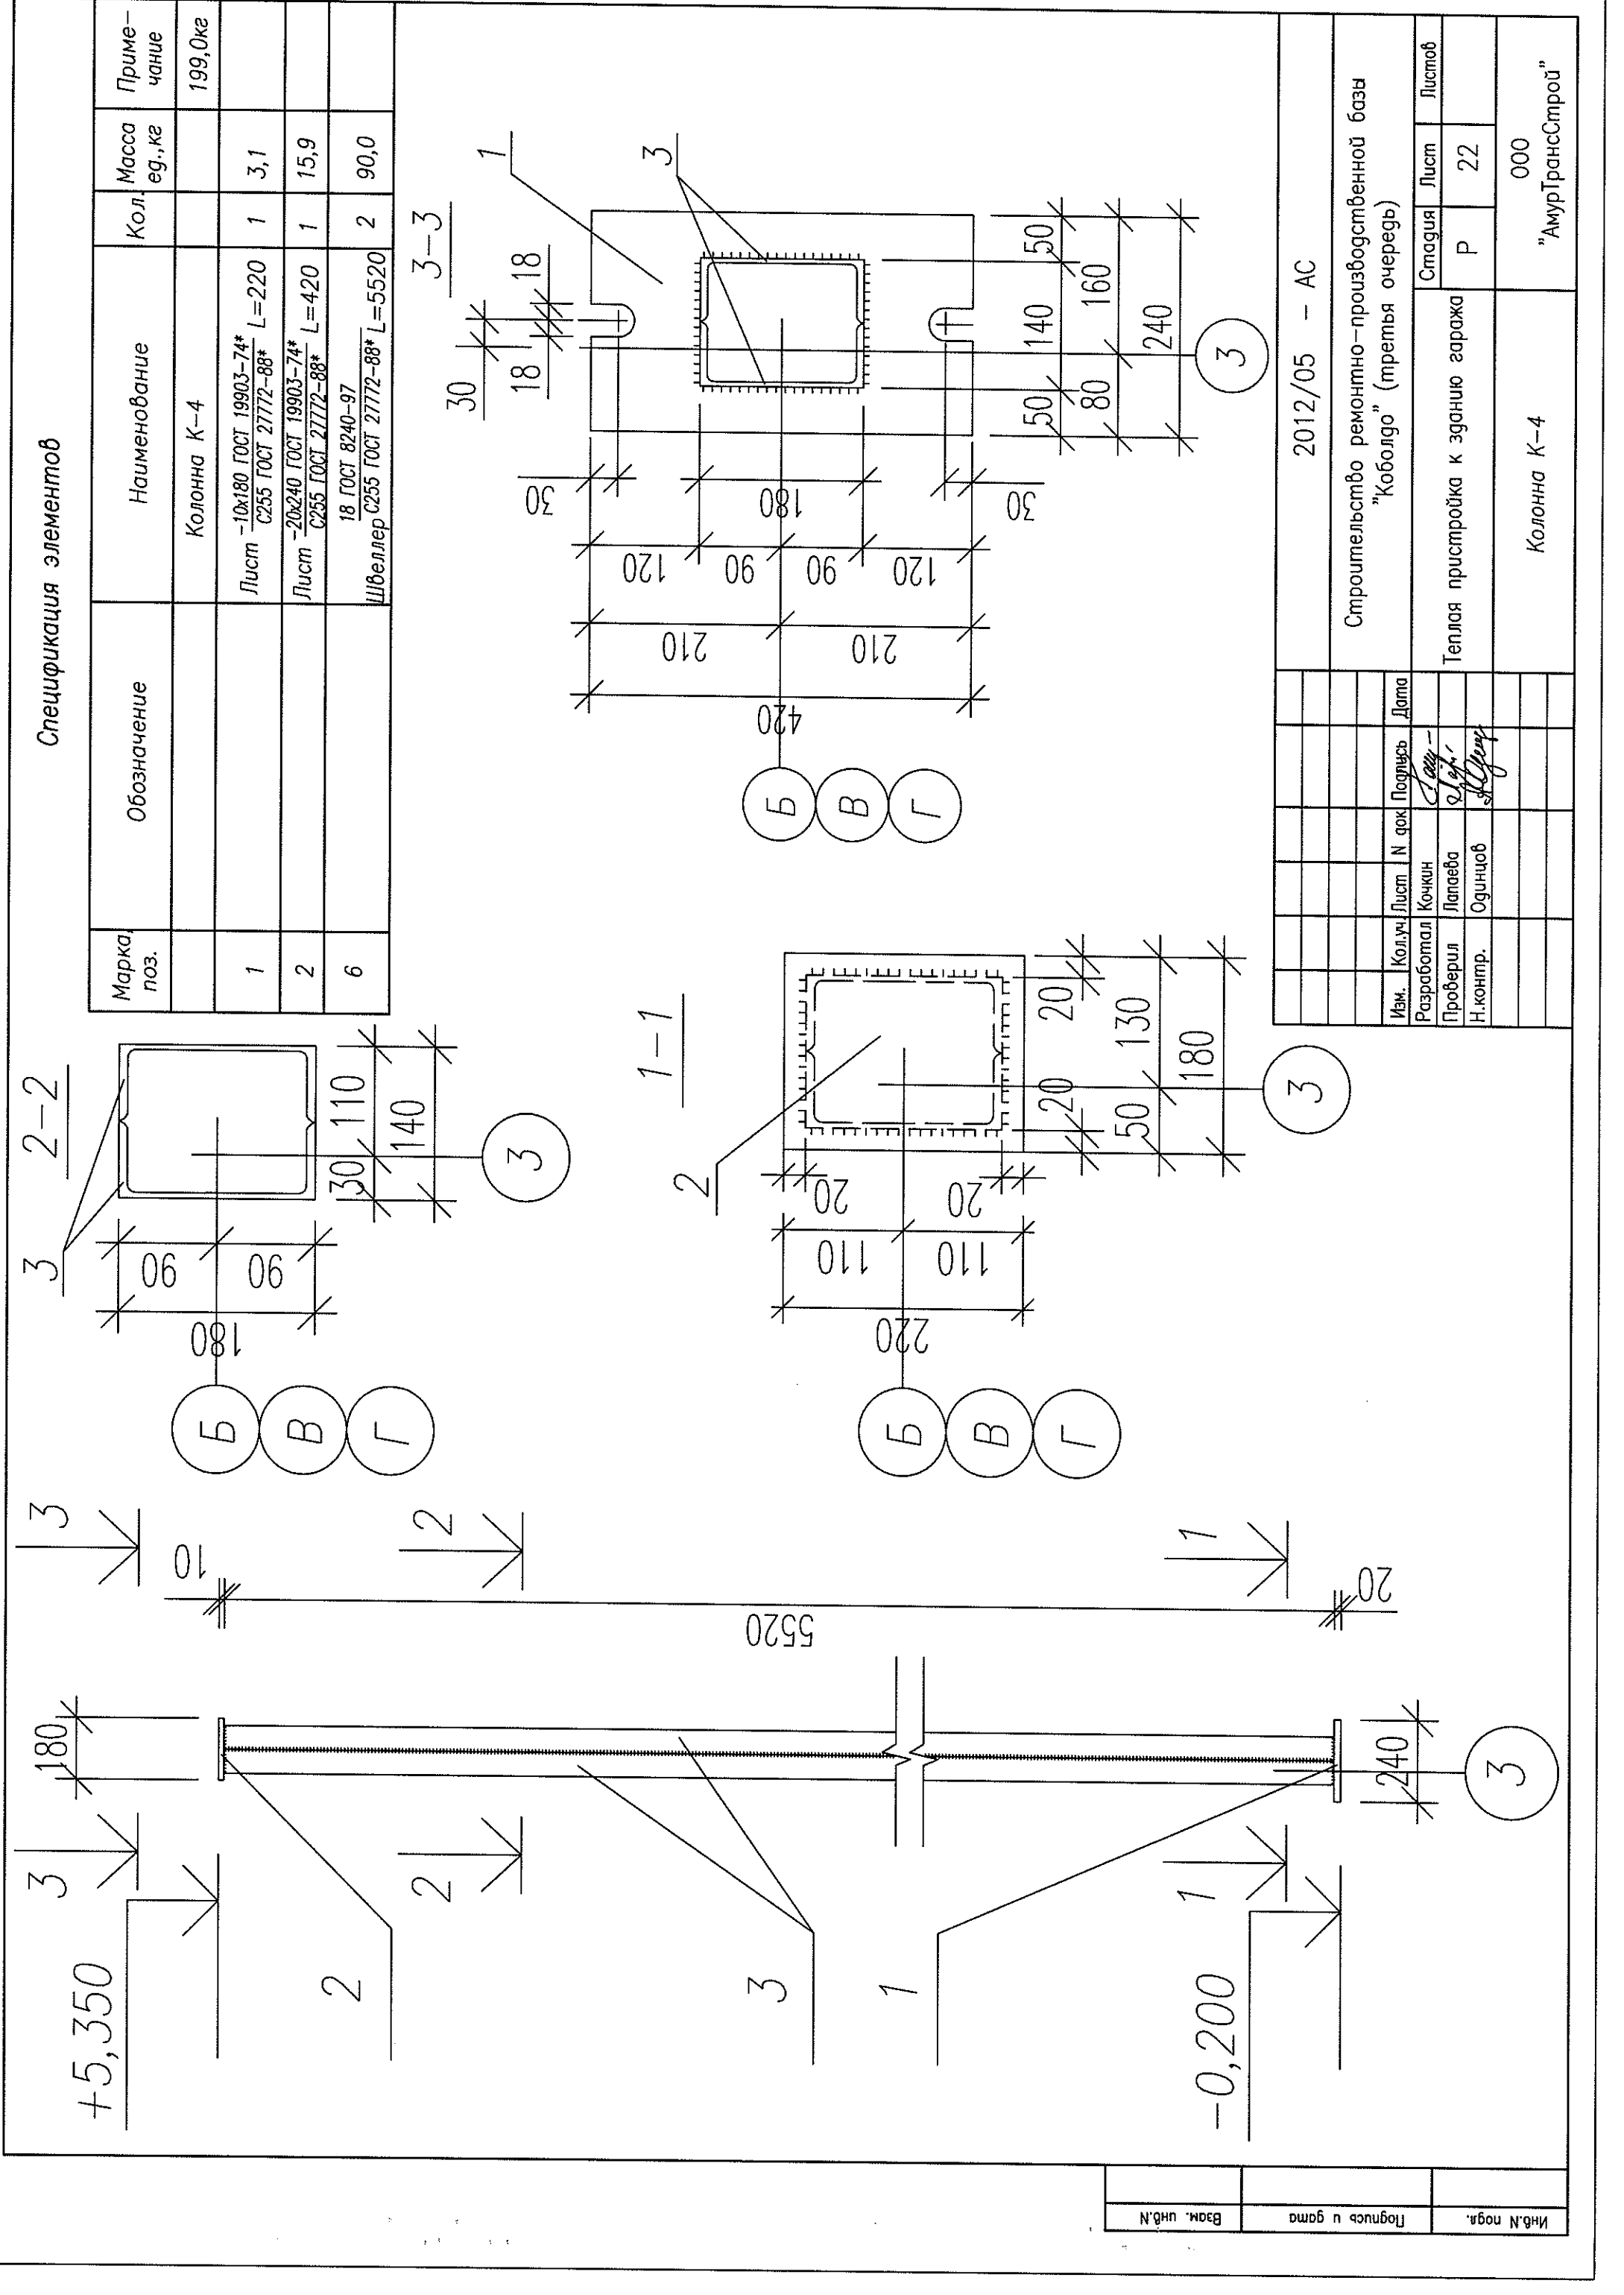 Спецификация элементов
Марка, поз. Обозначение Наименование Кол. Масса ед.,кг Приме-чание
Колонна К-4 199,0кг
1 Лист -10х180 ГОСТ 19903-74* / С255 ГОСТ 27772-88* L=220 1 3,1
2 Лист -20х240 ГОСТ 19903-74* / С255 ГОСТ 27772-88* L=420 1 15,9
6 Швеллер 18 ГОСТ 8240-97 / С255 ГОСТ 27772-88* L=5520 2 90,0
3 3
180
10
+5,350
2
2 2
3
5520
1
1 1
-0,200
20
240
3
2-2
3
90 90
180
30 110
140
Б
В
Г
3
1-1
2
20 20
110 110
220
20 20
50 130
180
Б
В
Г
3
3-3
1
3
30
18 18
30 30
180
120 90 90 120
210 210
420
50 140 50
80 160
240
Б
В
Г
3
2012/05 - АС
Строительство ремонтно-производственной базы
"Коболдо" (третья очередь)
Изм. Кол.уч. Лист N док. Подпись Дата
Разработал Кочкин
Проверил Лапаева
Н.контр. Одинцов
Теплая пристройка к зданию гаража
Стадия Лист Листов
Р 22
Колонна К-4
ООО
"АмурТрансСтрой"
Взам. инв.N
Подпись и дата
Инв.N подл.